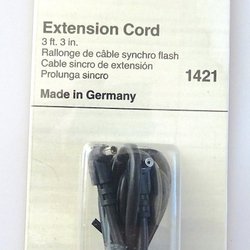 Extension Cord
3 ft. 3 in.
Rallonge de câble synchro flash
Cable sincro de extensión
Prolunga sincro
1421
Made in Germany